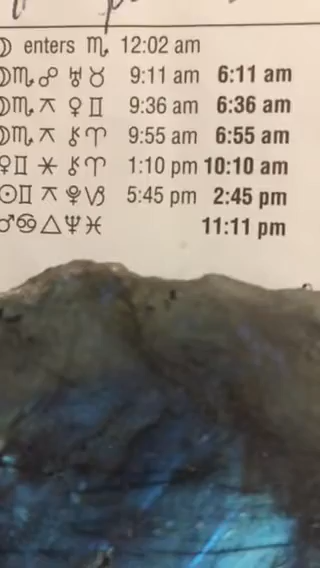 ☽ enters ♏ 12:02 am
☽♏☍ ♅♉ 9:11 am 6:11 am
☽♏⚻ ♀♊ 9:36 am 6:36 am
☽♏⚻ ⚷♈ 9:55 am 6:55 am
♀♊⚹ ⚷♈ 1:10 pm 10:10 am
☉♊⚻ ♇♑ 5:45 pm 2:45 pm
♂♋△♆♓ 11:11 pm